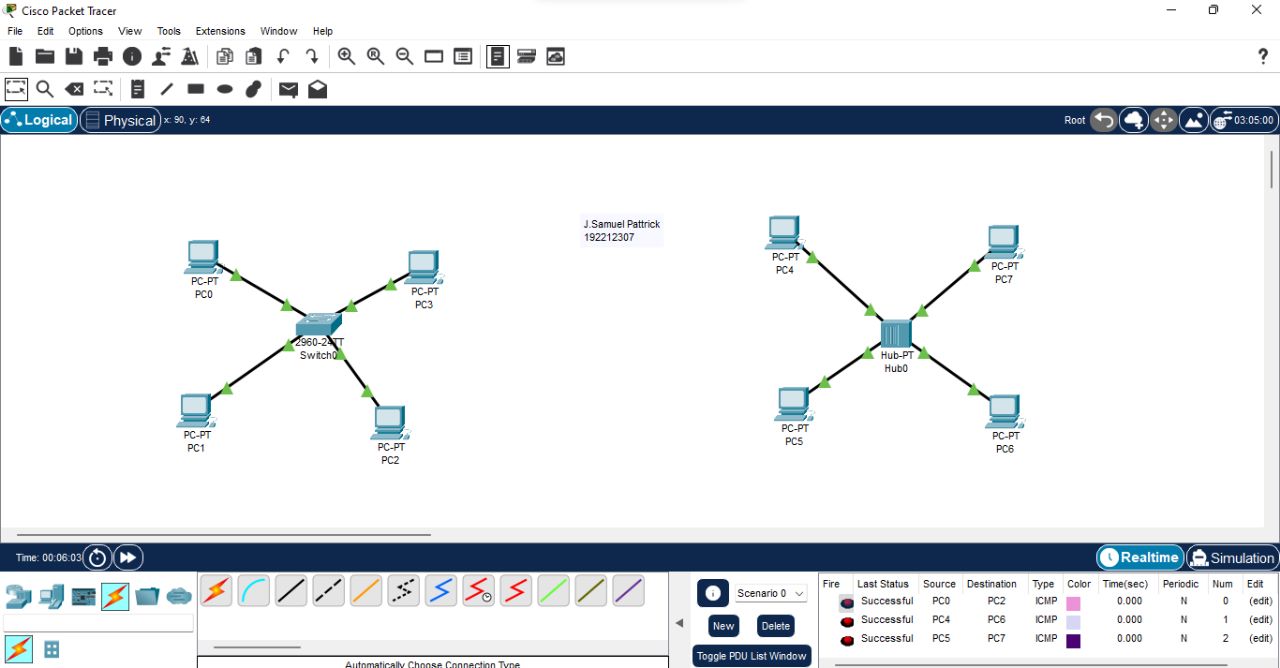 Cisco Packet Tracer
File Edit Options View Tools Extensions Window Help
?
Logical Physical x: 90, y: 64 Root 03:05:00
J.Samuel Pattrick
192212307
PC-PT
PC0
PC-PT
PC3
2960-24TT
Switch0
PC-PT
PC1
PC-PT
PC2
PC-PT
PC4
PC-PT
PC7
Hub-PT
Hub0
PC-PT
PC5
PC-PT
PC6
Time: 00:06:03 Realtime Simulation
Automatically Choose Connection Type
Scenario 0
New Delete
Toggle PDU List Window
Fire Last Status Source Destination Type Color Time(sec) Periodic Num Edit
Successful PC0 PC2 ICMP 0.000 N 0 (edit)
Successful PC4 PC6 ICMP 0.000 N 1 (edit)
Successful PC5 PC7 ICMP 0.000 N 2 (edit)